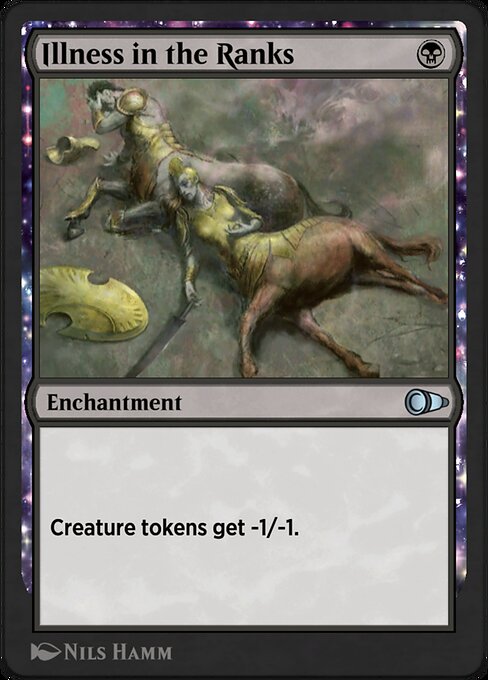 Illness in the Ranks
Enchantment
Creature tokens get -1/-1.
Nils Hamm